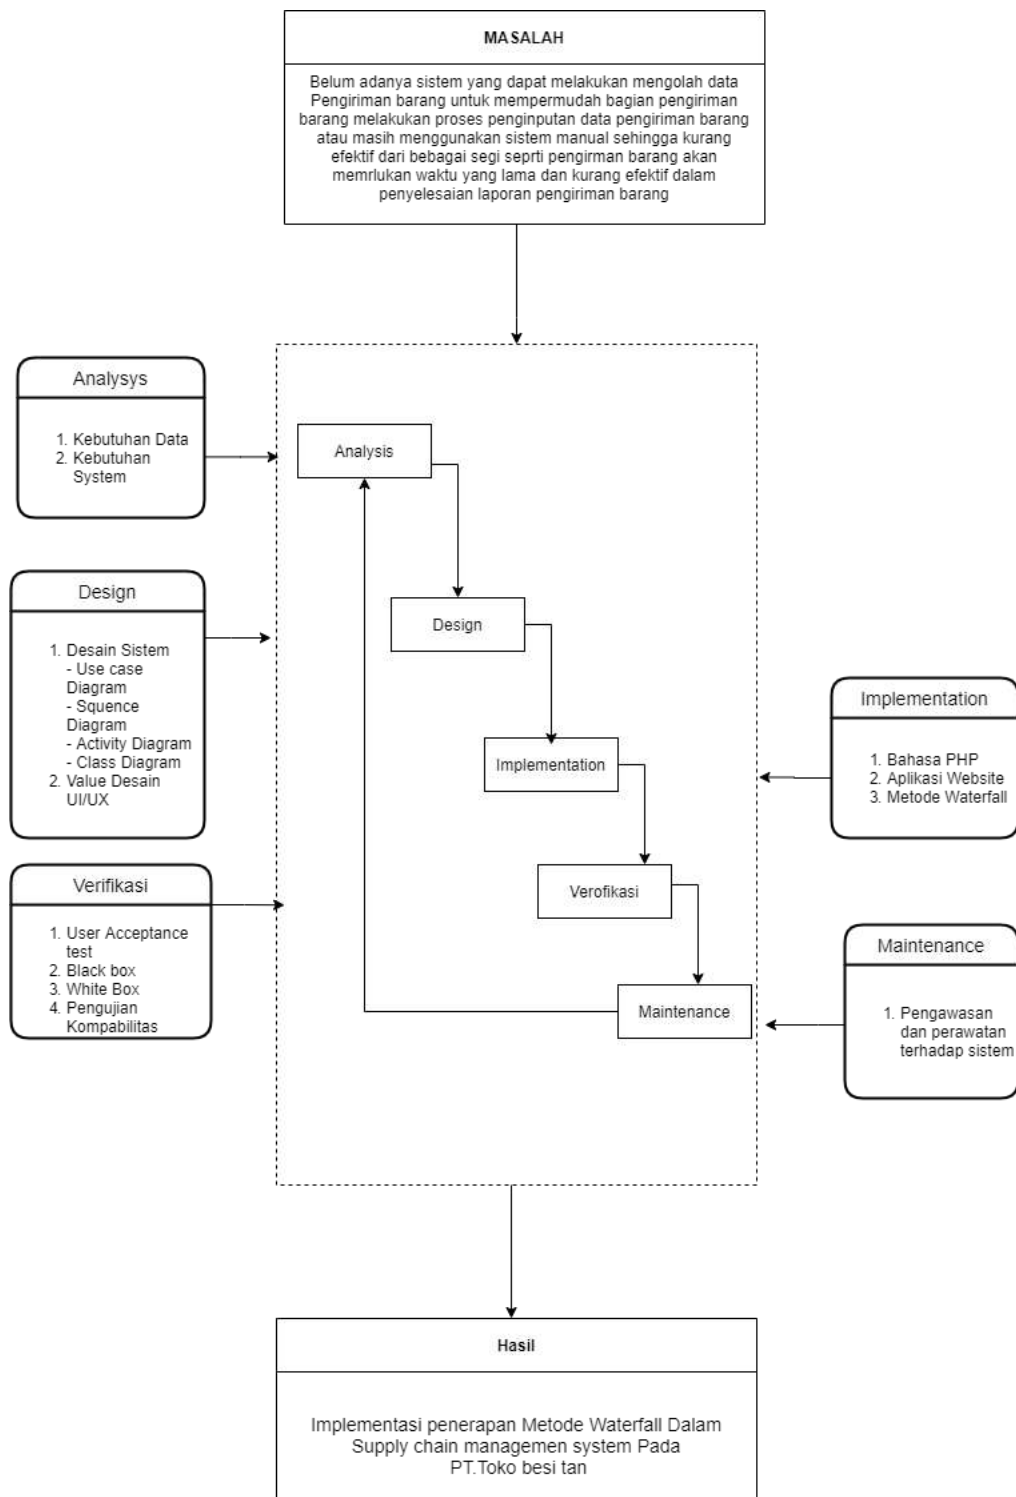 MASALAH
Belum adanya sistem yang dapat melakukan mengolah data
Pengiriman barang untuk mempermudah bagian pengiriman
barang melakukan proses penginputan data pengiriman barang
atau masih menggunakan sistem manual sehingga kurang
efektif dari bebagai segi seprti pengirman barang akan
memrlukan waktu yang lama dan kurang efektif dalam
penyelesaian laporan pengiriman barang
Analysys
1. Kebutuhan Data
2. Kebutuhan
System
Design
1. Desain Sistem
- Use case
Diagram
- Squence
Diagram
- Activity Diagram
- Class Diagram
2. Value Desain
UI/UX
Verifikasi
1. User Acceptance
test
2. Black box
3. White Box
4. Pengujian
Kompabilitas
Analysis
Design
Implementation
Verofikasi
Maintenance
Implementation
1. Bahasa PHP
2. Aplikasi Website
3. Metode Waterfall
Maintenance
1. Pengawasan
dan perawatan
terhadap sistem
Hasil
Implementasi penerapan Metode Waterfall Dalam
Supply chain managemen system Pada
PT.Toko besi tan